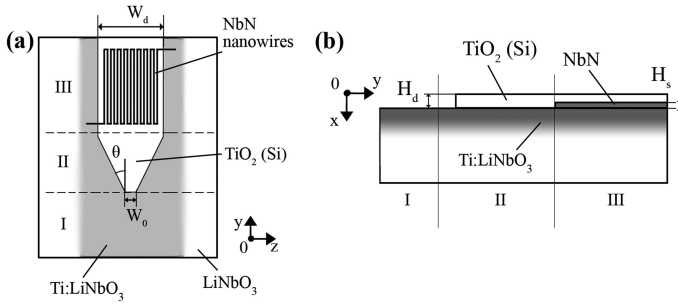 (a)
W_d
NbN
nanowires
III
II
θ
TiO₂ (Si)
I
W₀
y
0
z
Ti:LiNbO₃
LiNbO₃
(b)
0
y
x
H_d
TiO₂ (Si)
NbN
H_s
Ti:LiNbO₃
I
II
III